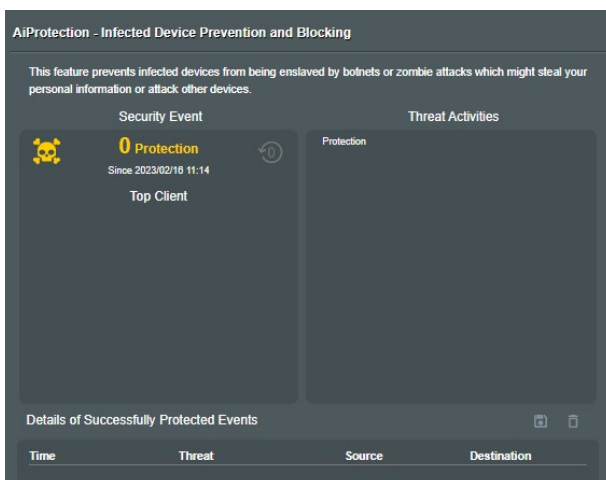 AiProtection - Infected Device Prevention and Blocking
This feature prevents infected devices from being enslaved by botnets or zombie attacks which might steal your
personal information or attack other devices.
Security Event
Threat Activities
0 Protection
0
Since 2023/02/16 11:14
Top Client
Protection
Details of Successfully Protected Events
Time Threat Source Destination